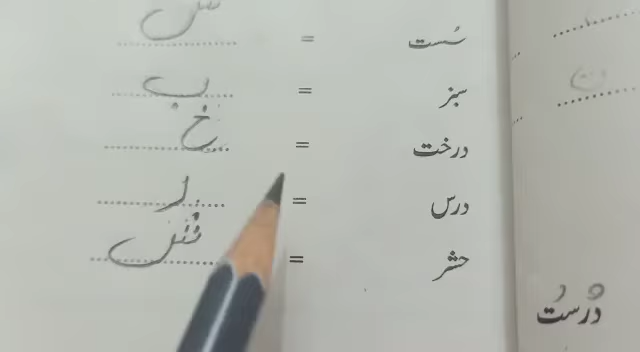 سُست = س
سبز = ب
درخت = خ
درس = ر
حشر = ش
دُرست